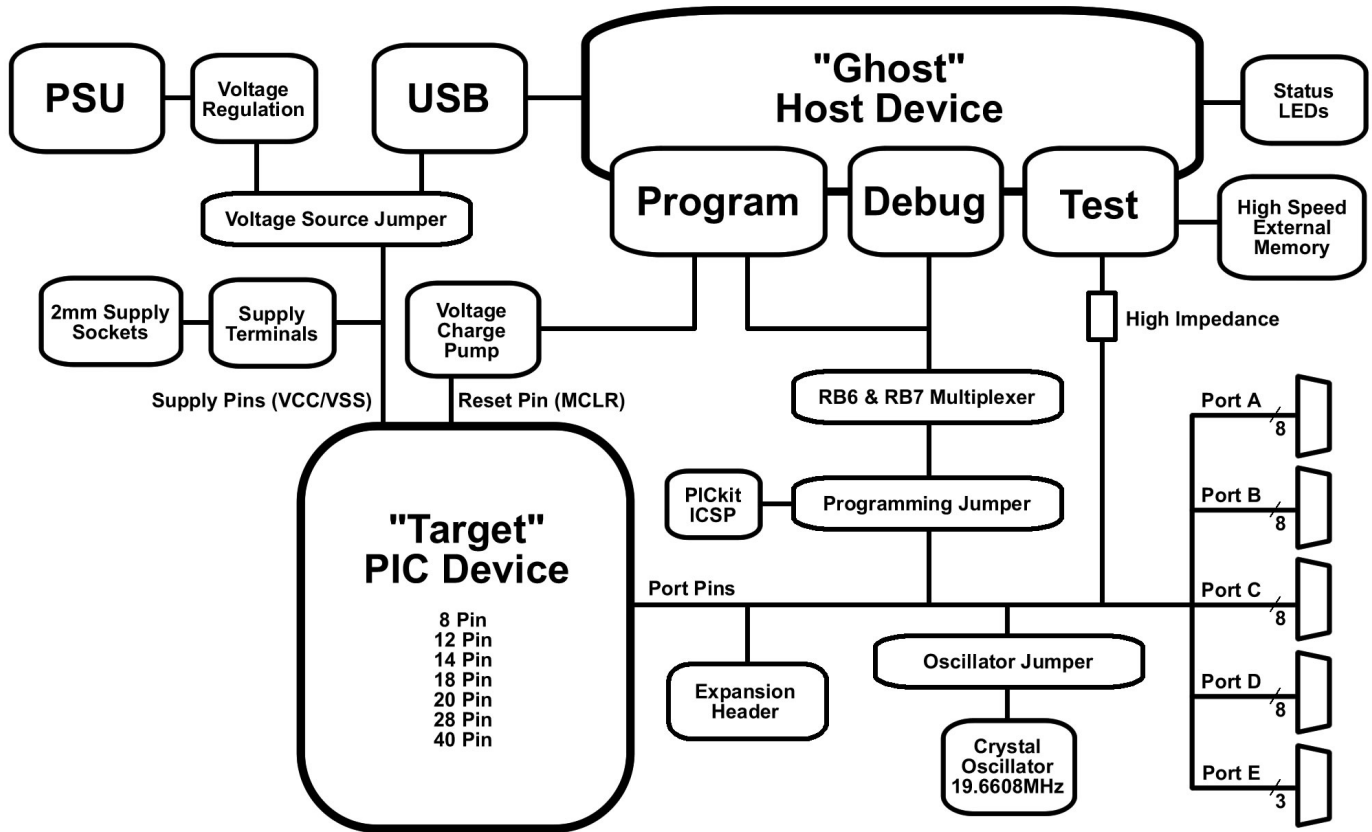 "Ghost"
Host Device
PSU
Voltage
Regulation
USB
Status
LEDs
Program
Debug
Test
Voltage Source Jumper
High Speed
External
Memory
2mm Supply
Sockets
Supply
Terminals
Voltage
Charge
Pump
High Impedance
Supply Pins (VCC/VSS)
Reset Pin (MCLR)
RB6 & RB7 Multiplexer
Port A
8
PICkit
ICSP
Programming Jumper
Port B
8
"Target"
PIC Device
8 Pin
12 Pin
14 Pin
18 Pin
20 Pin
28 Pin
40 Pin
Port Pins
Port C
8
Oscillator Jumper
Expansion
Header
Port D
8
Crystal
Oscillator
19.6608MHz
Port E
3